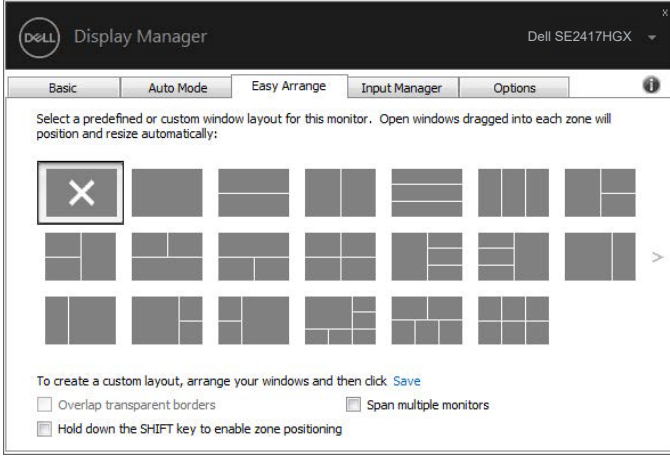 x
DELL Display Manager Dell SE2417HGX
Basic Auto Mode Easy Arrange Input Manager Options i
Select a predefined or custom window layout for this monitor. Open windows dragged into each zone will
position and resize automatically:
>
To create a custom layout, arrange your windows and then click Save
Overlap transparent borders Span multiple monitors
Hold down the SHIFT key to enable zone positioning